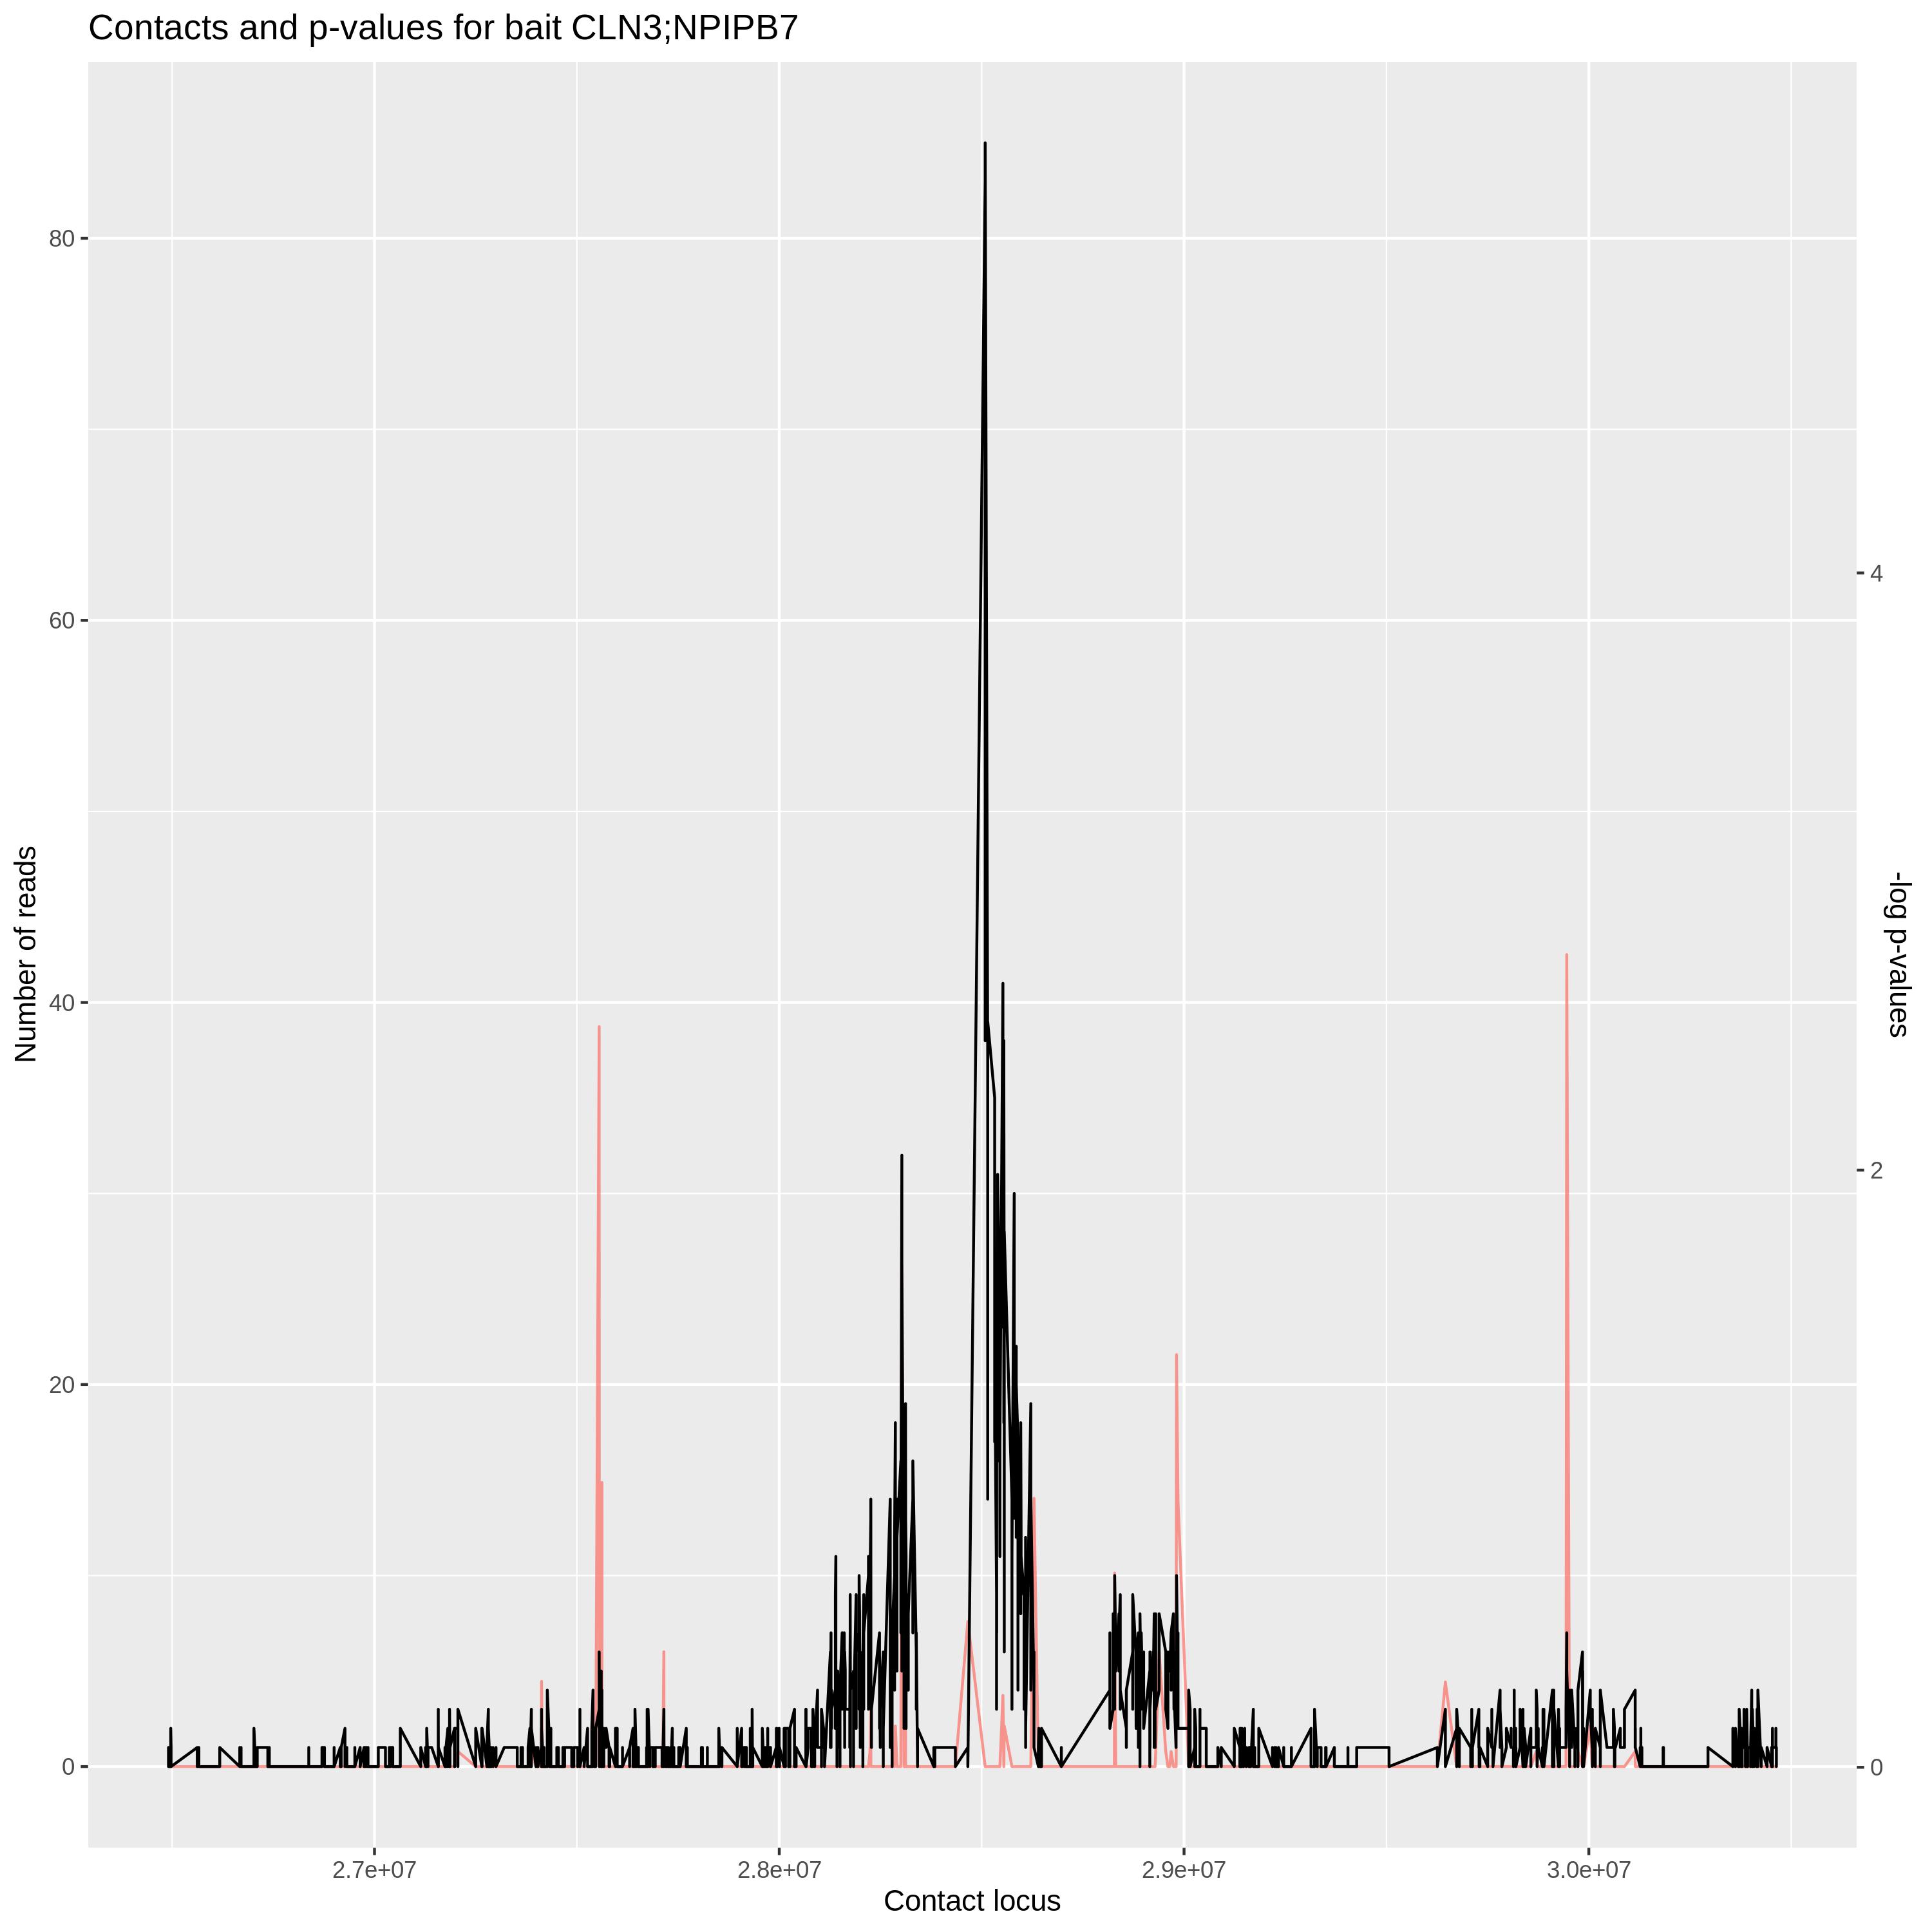 Contacts and p-values for bait CLN3;NPIPB7
80
60
40
20
0
4
2
0
Number of reads
-log p-values
2.7e+07
2.8e+07
2.9e+07
3.0e+07
Contact locus